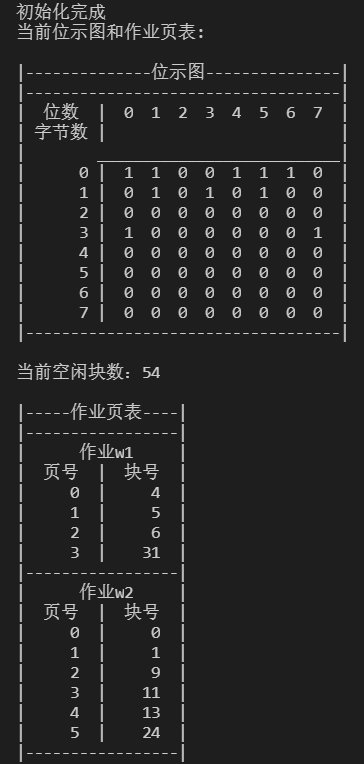 初始化完成
当前位示图和作业页表:
|--------------位示图---------------|
|-----------------------------------|
| 位数 | 0 1 2 3 4 5 6 7 |
| 字节数 | |
| ___________________________|
| 0 | 1 1 0 0 1 1 1 0 |
| 1 | 0 1 0 1 0 1 0 0 |
| 2 | 0 0 0 0 0 0 0 0 |
| 3 | 1 0 0 0 0 0 0 1 |
| 4 | 0 0 0 0 0 0 0 0 |
| 5 | 0 0 0 0 0 0 0 0 |
| 6 | 0 0 0 0 0 0 0 0 |
| 7 | 0 0 0 0 0 0 0 0 |
|-----------------------------------|
当前空闲块数: 54
|-----作业页表----|
|-----------------|
| 作业w1 |
| 页号 | 块号 |
| 0 | 4 |
| 1 | 5 |
| 2 | 6 |
| 3 | 31 |
|-----------------|
| 作业w2 |
| 页号 | 块号 |
| 0 | 0 |
| 1 | 1 |
| 2 | 9 |
| 3 | 11 |
| 4 | 13 |
| 5 | 24 |
|-----------------|